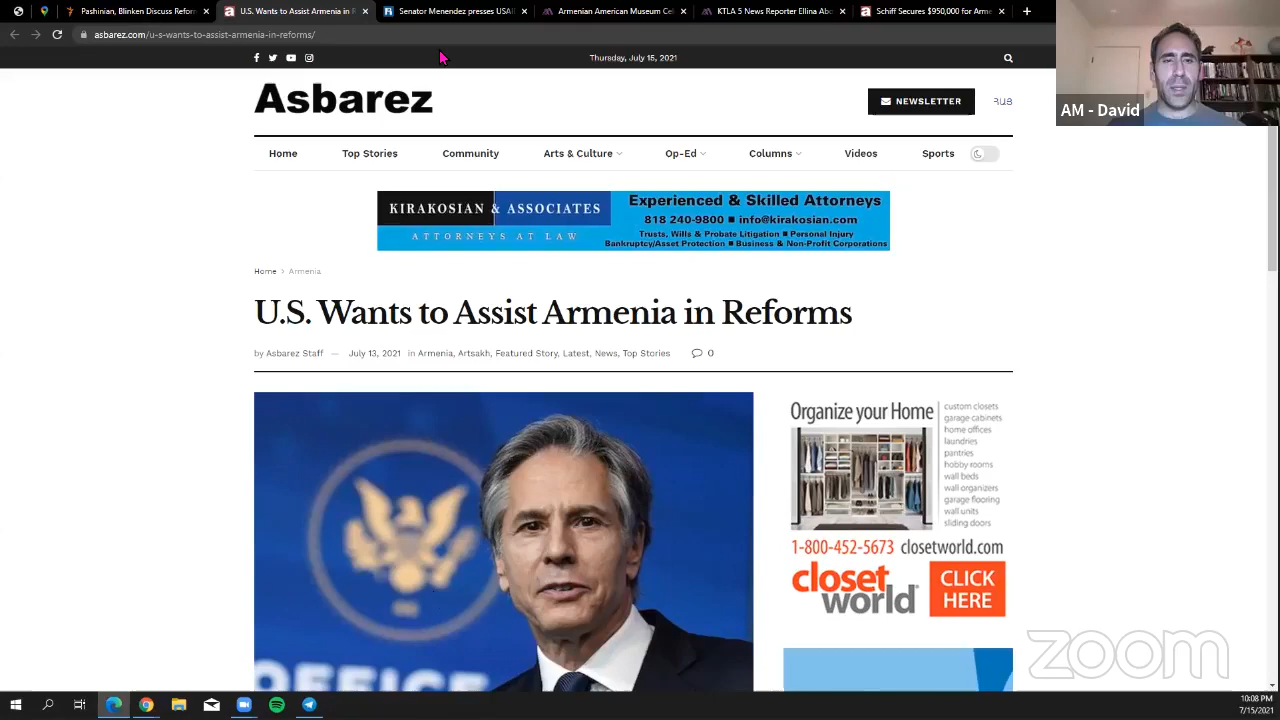 Pashinian, Blinken Discuss Refor
U.S. Wants to Assist Armenia in
Senator Menendez's USAI
American Armenia Museum Cel
KTLA 5 News Reporter Ellina Abo
Schiff Secures $950,000 for Arme
asbarez.com/u-s-wants-to-assist-armenia-in-reforms/
Thursday, July 15, 2021
Asbarez
NEWSLETTER
AM - David
Home
Top Stories
Community
Arts & Culture
Op-Ed
Columns
Videos
Sports
KIRAKOSIAN & ASSOCIATES
ATTORNEYS AT LAW
Experienced & Skilled Attorneys
818 240-9800 ■ info@kirakosian.com
Trusts, Wills & Probate Litigation ■ Personal Injury
Bankruptcy/Asset Protection ■ Business & Non-Profit Corporations
Home > Armenia
U.S. Wants to Assist Armenia in Reforms
by Asbarez Staff — July 13, 2021 in Armenia, Artsakh, Featured Story, Latest, News, Top Stories 0
OFFICE
Organize your Home
custom closets
garage cabinets
home offices
laundries
pantries
hobby rooms
wall beds
wall organizers
garage flooring
wall units
sliding doors
1-800-452-5673 closetworld.com
closet
world
CLICK
HERE
zoom
10:08 PM
7/15/2021